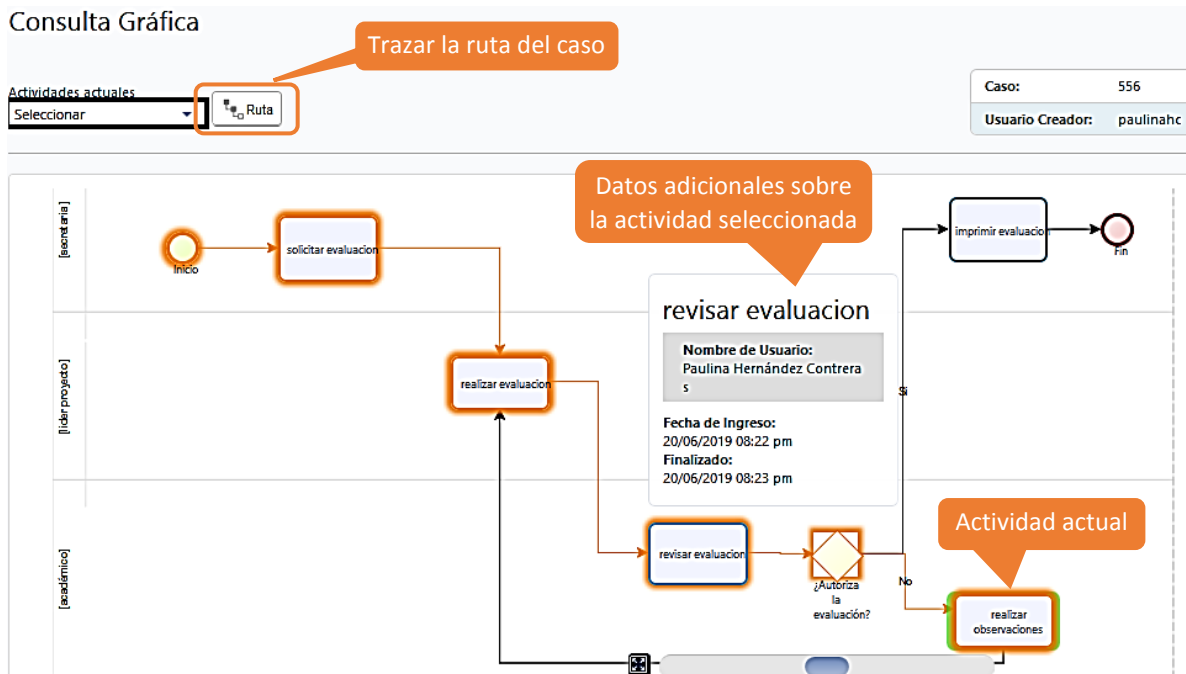 Consulta Gráfica
Trazar la ruta del caso
Actividades actuales
Seleccionar
Ruta
Caso: 556
Usuario Creador: paulinahc
Datos adicionales sobre
la actividad seleccionada
[secretaria]
Inicio
solicitar evaluacion
imprimir evaluacion
Fin
revisar evaluacion
Nombre de Usuario:
Paulina Hernández Contrera
s
Fecha de Ingreso:
20/06/2019 08:22 pm
Finalizado:
20/06/2019 08:23 pm
[lider proyecto]
realizar evaluacion
Si
Actividad actual
[académico]
revisar evaluacion
¿Autoriza
la
evaluación?
No
realizar
observaciones